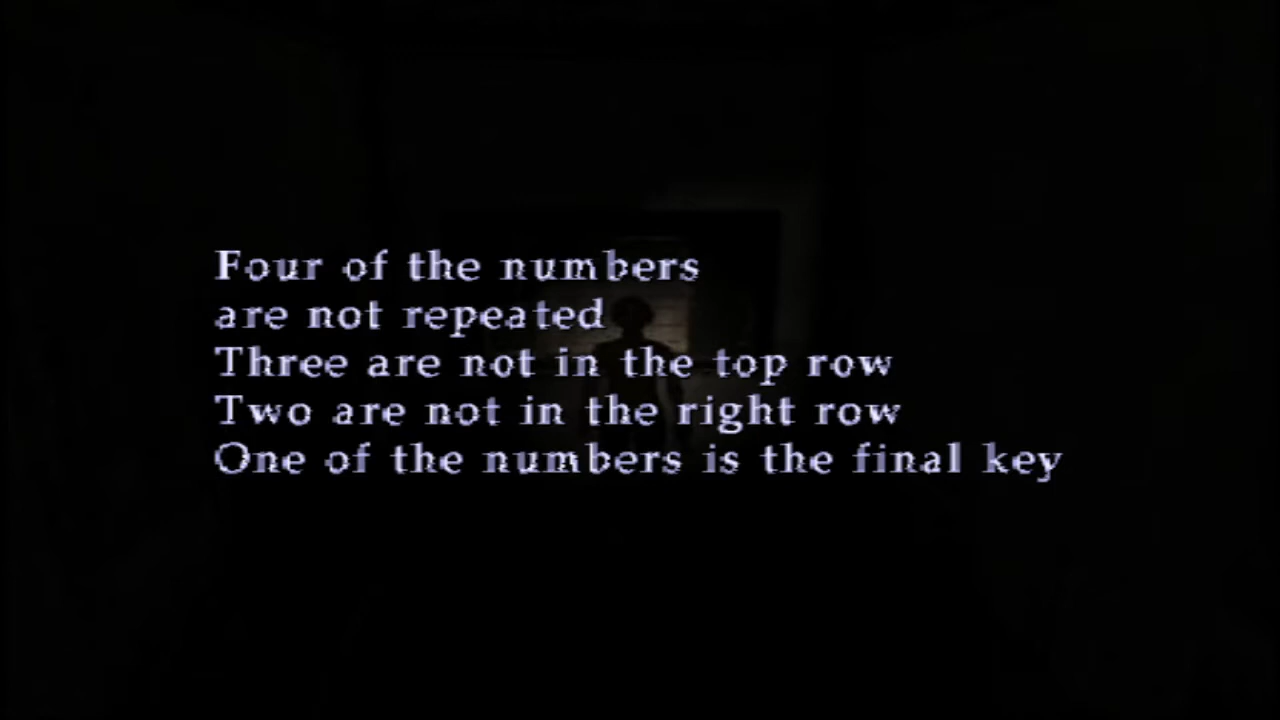 Four of the numbers
are not repeated
Three are not in the top row
Two are not in the right row
One of the numbers is the final key